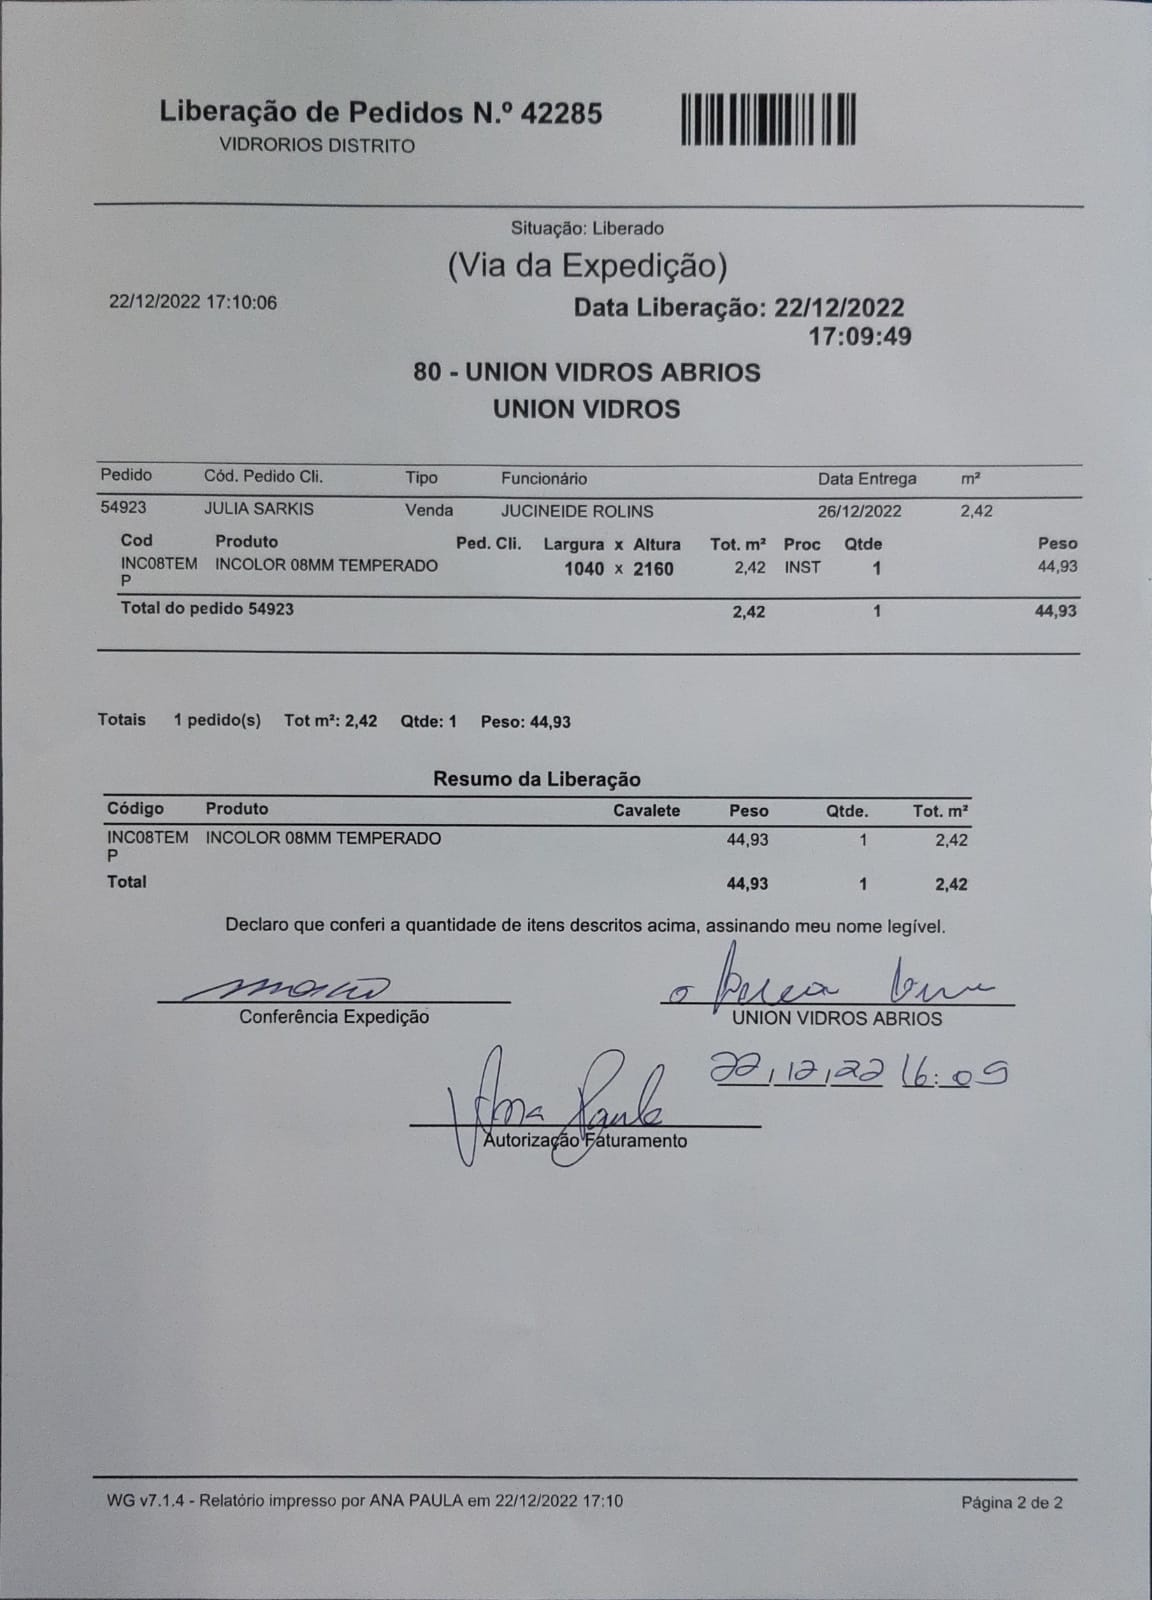 Liberação de Pedidos N.º 42285
VIDRORIOS DISTRITO
Situação: Liberado
(Via da Expedição)
22/12/2022 17:10:06
Data Liberação: 22/12/2022
17:09:49
80 - UNION VIDROS ABRIOS
UNION VIDROS
Pedido Cód. Pedido Cli. Tipo Funcionário Data Entrega m²
54923 JULIA SARKIS Venda JUCINEIDE ROLINS 26/12/2022 2,42
Cod Produto Ped. Cli. Largura x Altura Tot. m² Proc Qtde Peso
INC08TEM INCOLOR 08MM TEMPERADO 1040 x 2160 2,42 INST 1 44,93
P
Total do pedido 54923 2,42 1 44,93
Totais 1 pedido(s) Tot m²: 2,42 Qtde: 1 Peso: 44,93
Resumo da Liberação
Código Produto Cavalete Peso Qtde. Tot. m²
INC08TEM INCOLOR 08MM TEMPERADO 44,93 1 2,42
P
Total 44,93 1 2,42
Declaro que conferi a quantidade de itens descritos acima, assinando meu nome legível.
Conferência Expedição
UNION VIDROS ABRIOS
22,12,22 16:09
Ana Paula
Autorização Faturamento
WG v7.1.4 - Relatório impresso por ANA PAULA em 22/12/2022 17:10
Página 2 de 2